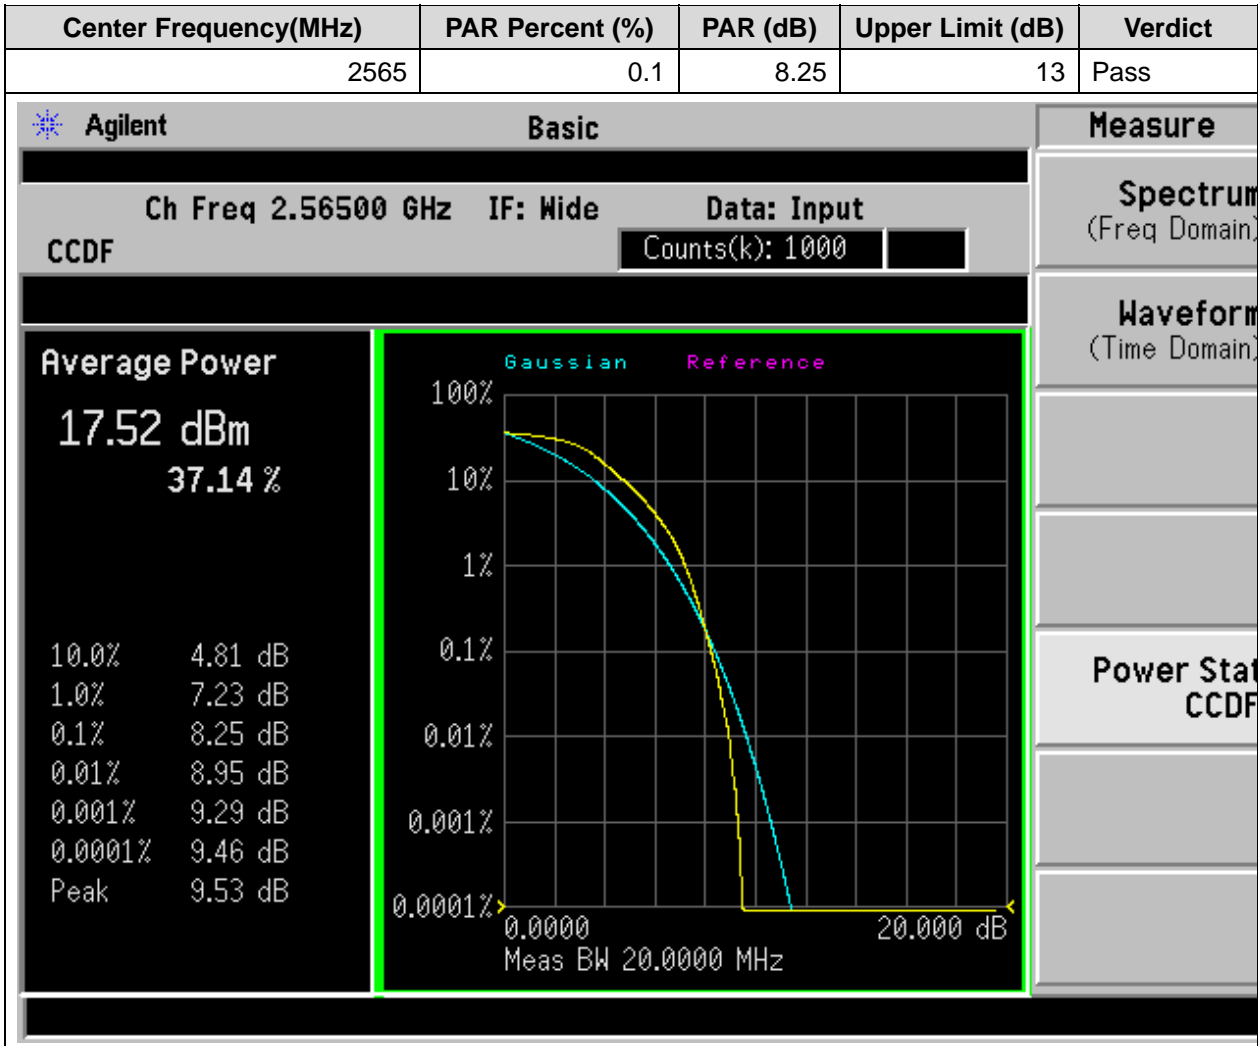 Center Frequency(MHz) PAR Percent (%) PAR (dB) Upper Limit (dB) Verdict
2565 0.1 8.25 13 Pass
Agilent Basic Measure
Ch Freq 2.56500 GHz IF: Wide Data: Input
CCDF Counts(k): 1000
Spectrum
(Freq Domain)
Waveform
(Time Domain)
Power Stat
CCDF
Average Power
17.52 dBm
37.14 %
10.0% 4.81 dB
1.0% 7.23 dB
0.1% 8.25 dB
0.01% 8.95 dB
0.001% 9.29 dB
0.0001% 9.46 dB
Peak 9.53 dB
Gaussian Reference
100%
10%
1%
0.1%
0.01%
0.001%
0.0001%
0.0000 20.000 dB
Meas BW 20.0000 MHz